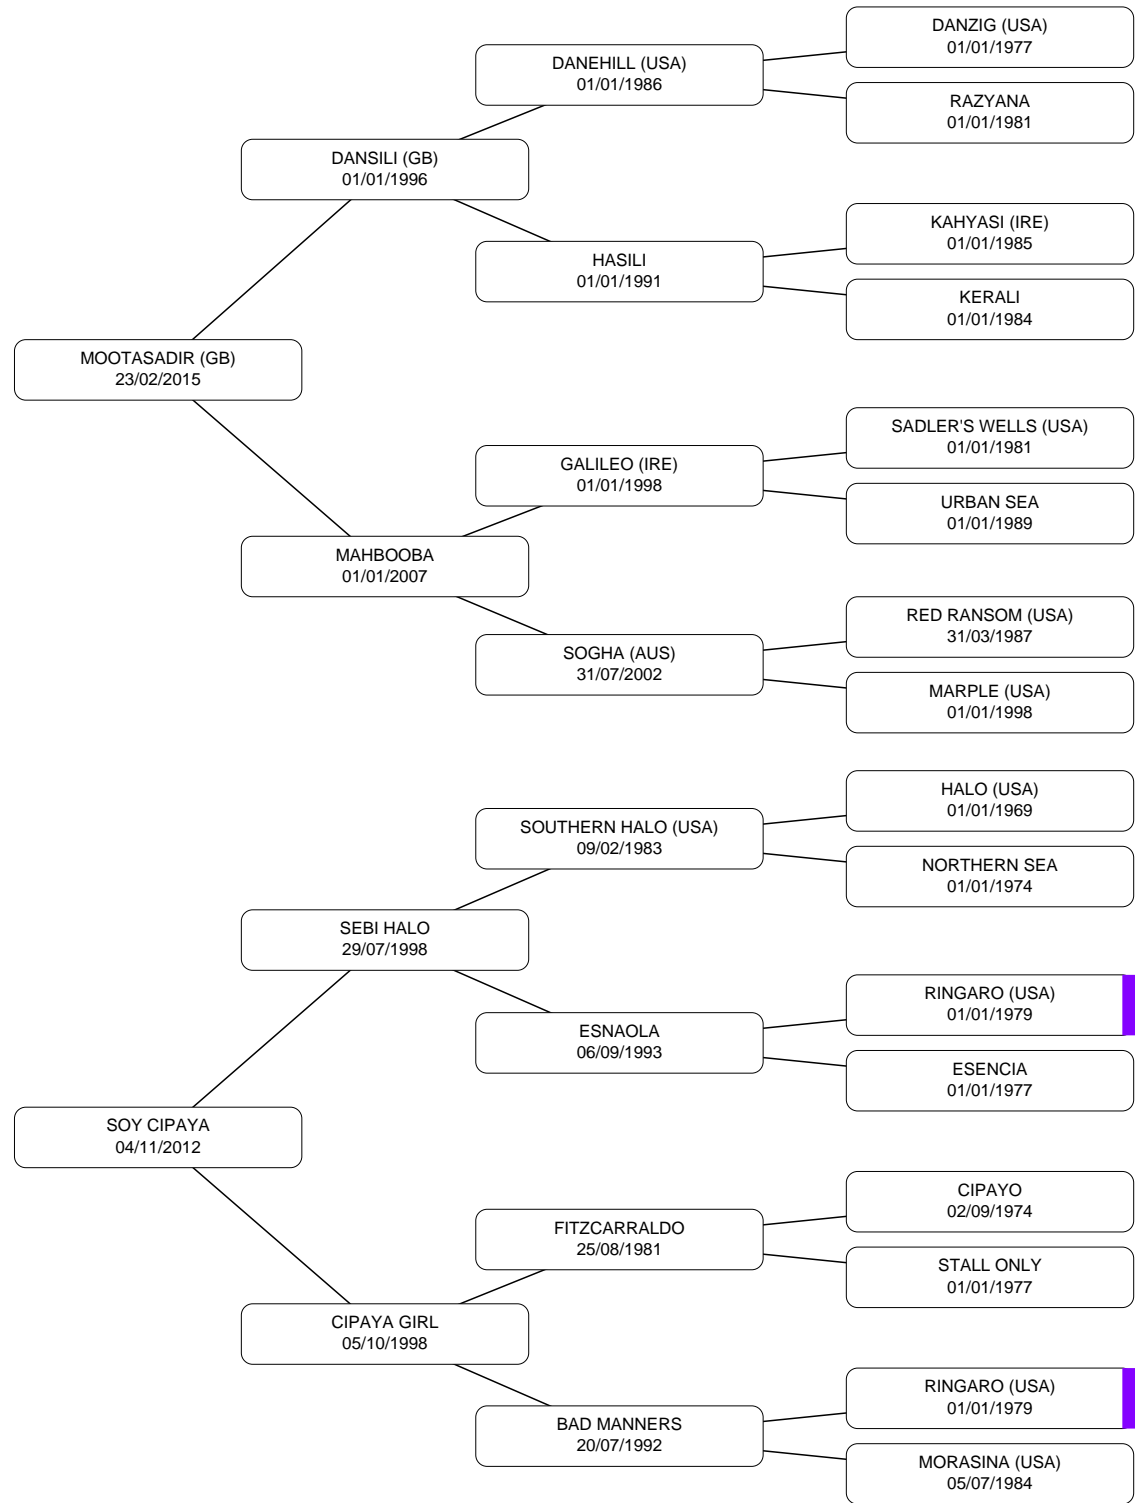 DANZIG (USA)
01/01/1977
DANEHILL (USA)
01/01/1986
RAZYANA
01/01/1981
DANSILI (GB)
01/01/1996
KAHYASI (IRE)
01/01/1985
HASILI
01/01/1991
KERALI
01/01/1984
MOOTASADIR (GB)
23/02/2015
SADLER'S WELLS (USA)
01/01/1981
GALILEO (IRE)
01/01/1998
URBAN SEA
01/01/1989
MAHBOOBA
01/01/2007
RED RANSOM (USA)
31/03/1987
SOGHA (AUS)
31/07/2002
MARPLE (USA)
01/01/1998
HALO (USA)
01/01/1969
SOUTHERN HALO (USA)
09/02/1983
NORTHERN SEA
01/01/1974
SEBI HALO
29/07/1998
RINGARO (USA)
01/01/1979
ESNAOLA
06/09/1993
ESENCIA
01/01/1977
SOY CIPAYA
04/11/2012
CIPAYO
02/09/1974
FITZCARRALDO
25/08/1981
STALL ONLY
01/01/1977
CIPAYA GIRL
05/10/1998
RINGARO (USA)
01/01/1979
BAD MANNERS
20/07/1992
MORASINA (USA)
05/07/1984